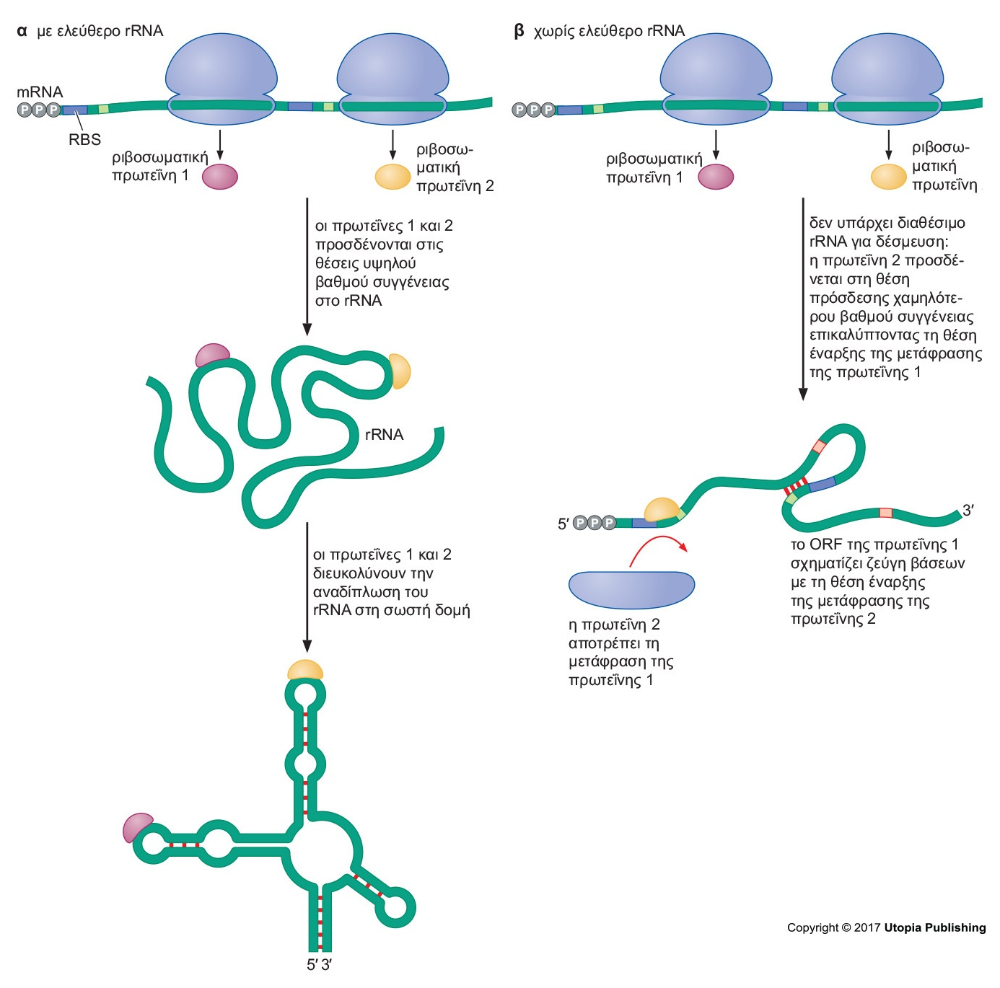 α με ελεύθερο rRNA
mRNA
P P P
RBS
ριβοσωματική
πρωτεΐνη 1
ριβοσω-
ματική
πρωτεΐνη 2
οι πρωτεΐνες 1 και 2
προσδένονται στις
θέσεις υψηλού
βαθμού συγγένειας
στο rRNA
rRNA
οι πρωτεΐνες 1 και 2
διευκολύνουν την
αναδίπλωση του
rRNA στη σωστή δομή
5′ 3′
β χωρίς ελεύθερο rRNA
P P P
ριβοσωματική
πρωτεΐνη 1
ριβοσω-
ματική
πρωτεΐνη
δεν υπάρχει διαθέσιμο
rRNA για δέσμευση:
η πρωτεΐνη 2 προσδέ-
νεται στη θέση
πρόσδεσης χαμηλότε-
ρου βαθμού συγγένειας
επικαλύπτοντας τη θέση
έναρξης της μετάφρασης
της πρωτεΐνης 1
5′ P P P
3′
το ORF της πρωτεΐνης 1
σχηματίζει ζεύγη βάσεων
με τη θέση έναρξης
της μετάφρασης της
πρωτεΐνης 2
η πρωτεΐνη 2
αποτρέπει τη
μετάφραση της
πρωτεΐνης 1
Copyright © 2017 Utopia Publishing